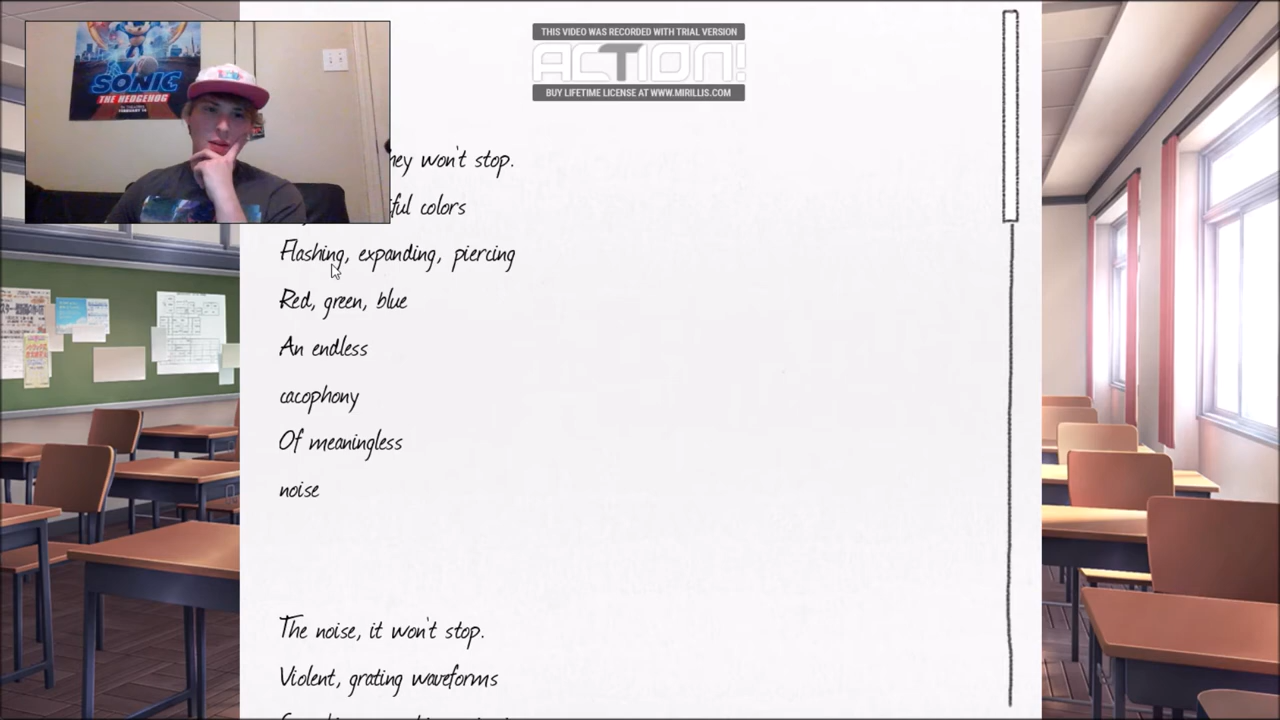 THIS VIDEO WAS RECORDED WITH TRIAL VERSION
ACTION!
BUY LIFETIME LICENSE AT WWW.MIRILLIS.COM
SONIC
THE HEDGEHOG
won't stop.
colors
Flashing, expanding, piercing
Red, green, blue
An endless
cacophony
Of meaningless
noise
The noise, it won't stop.
Violent, grating waveforms